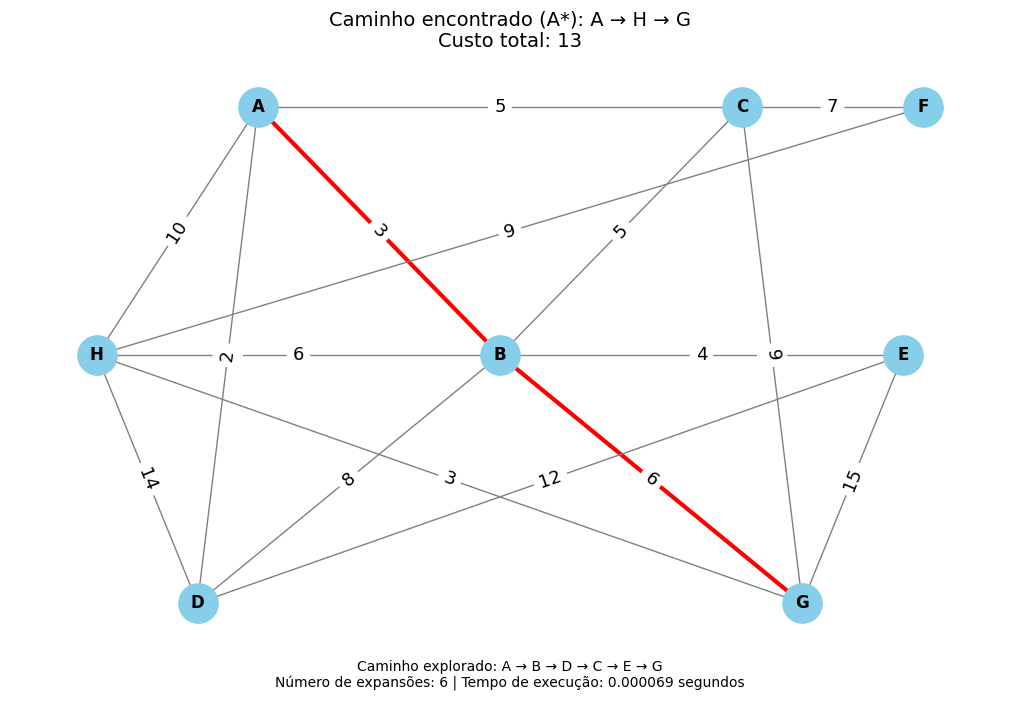 Caminho encontrado (A*): A → H → G
Custo total: 13
A 5 C 7 F
10 3 5 9
H 2 6 B 4 6 E
14 8 3 12 6 15
D G
Caminho explorado: A → B → D → C → E → G
Número de expansões: 6 | Tempo de execução: 0.000069 segundos